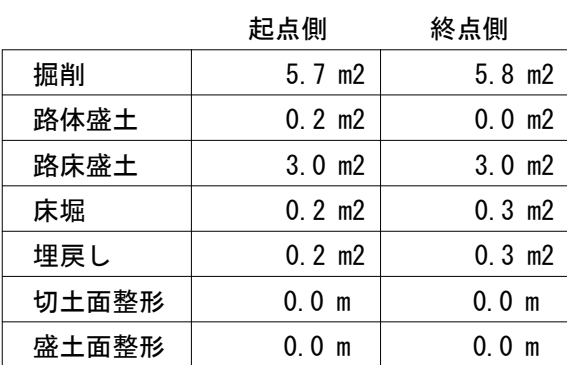 起点側 終点側
掘削 5.7 m2 5.8 m2
路体盛土 0.2 m2 0.0 m2
路床盛土 3.0 m2 3.0 m2
床堀 0.2 m2 0.3 m2
埋戻し 0.2 m2 0.3 m2
切土面整形 0.0 m 0.0 m
盛土面整形 0.0 m 0.0 m